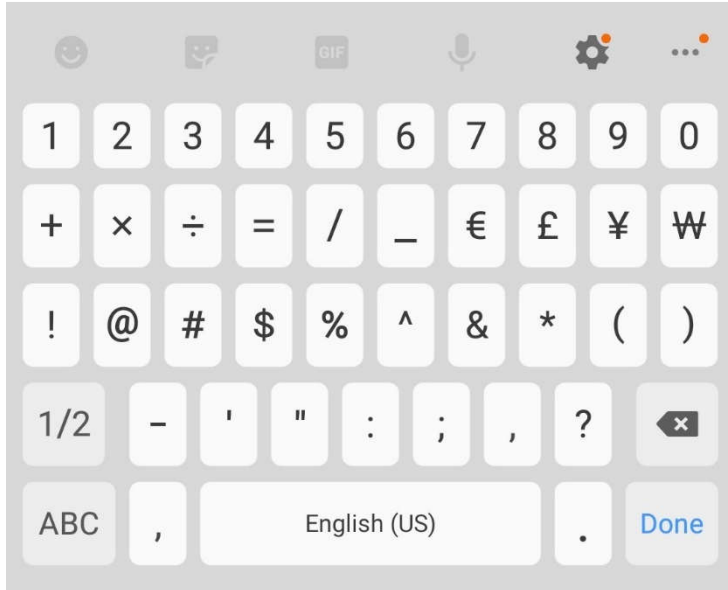 GIF
1 2 3 4 5 6 7 8 9 0
+ × ÷ = / _ € £ ¥ ₩
! @ # $ % ^ & * ( )
1/2 - ' " : ; , ?
ABC , English (US) . Done